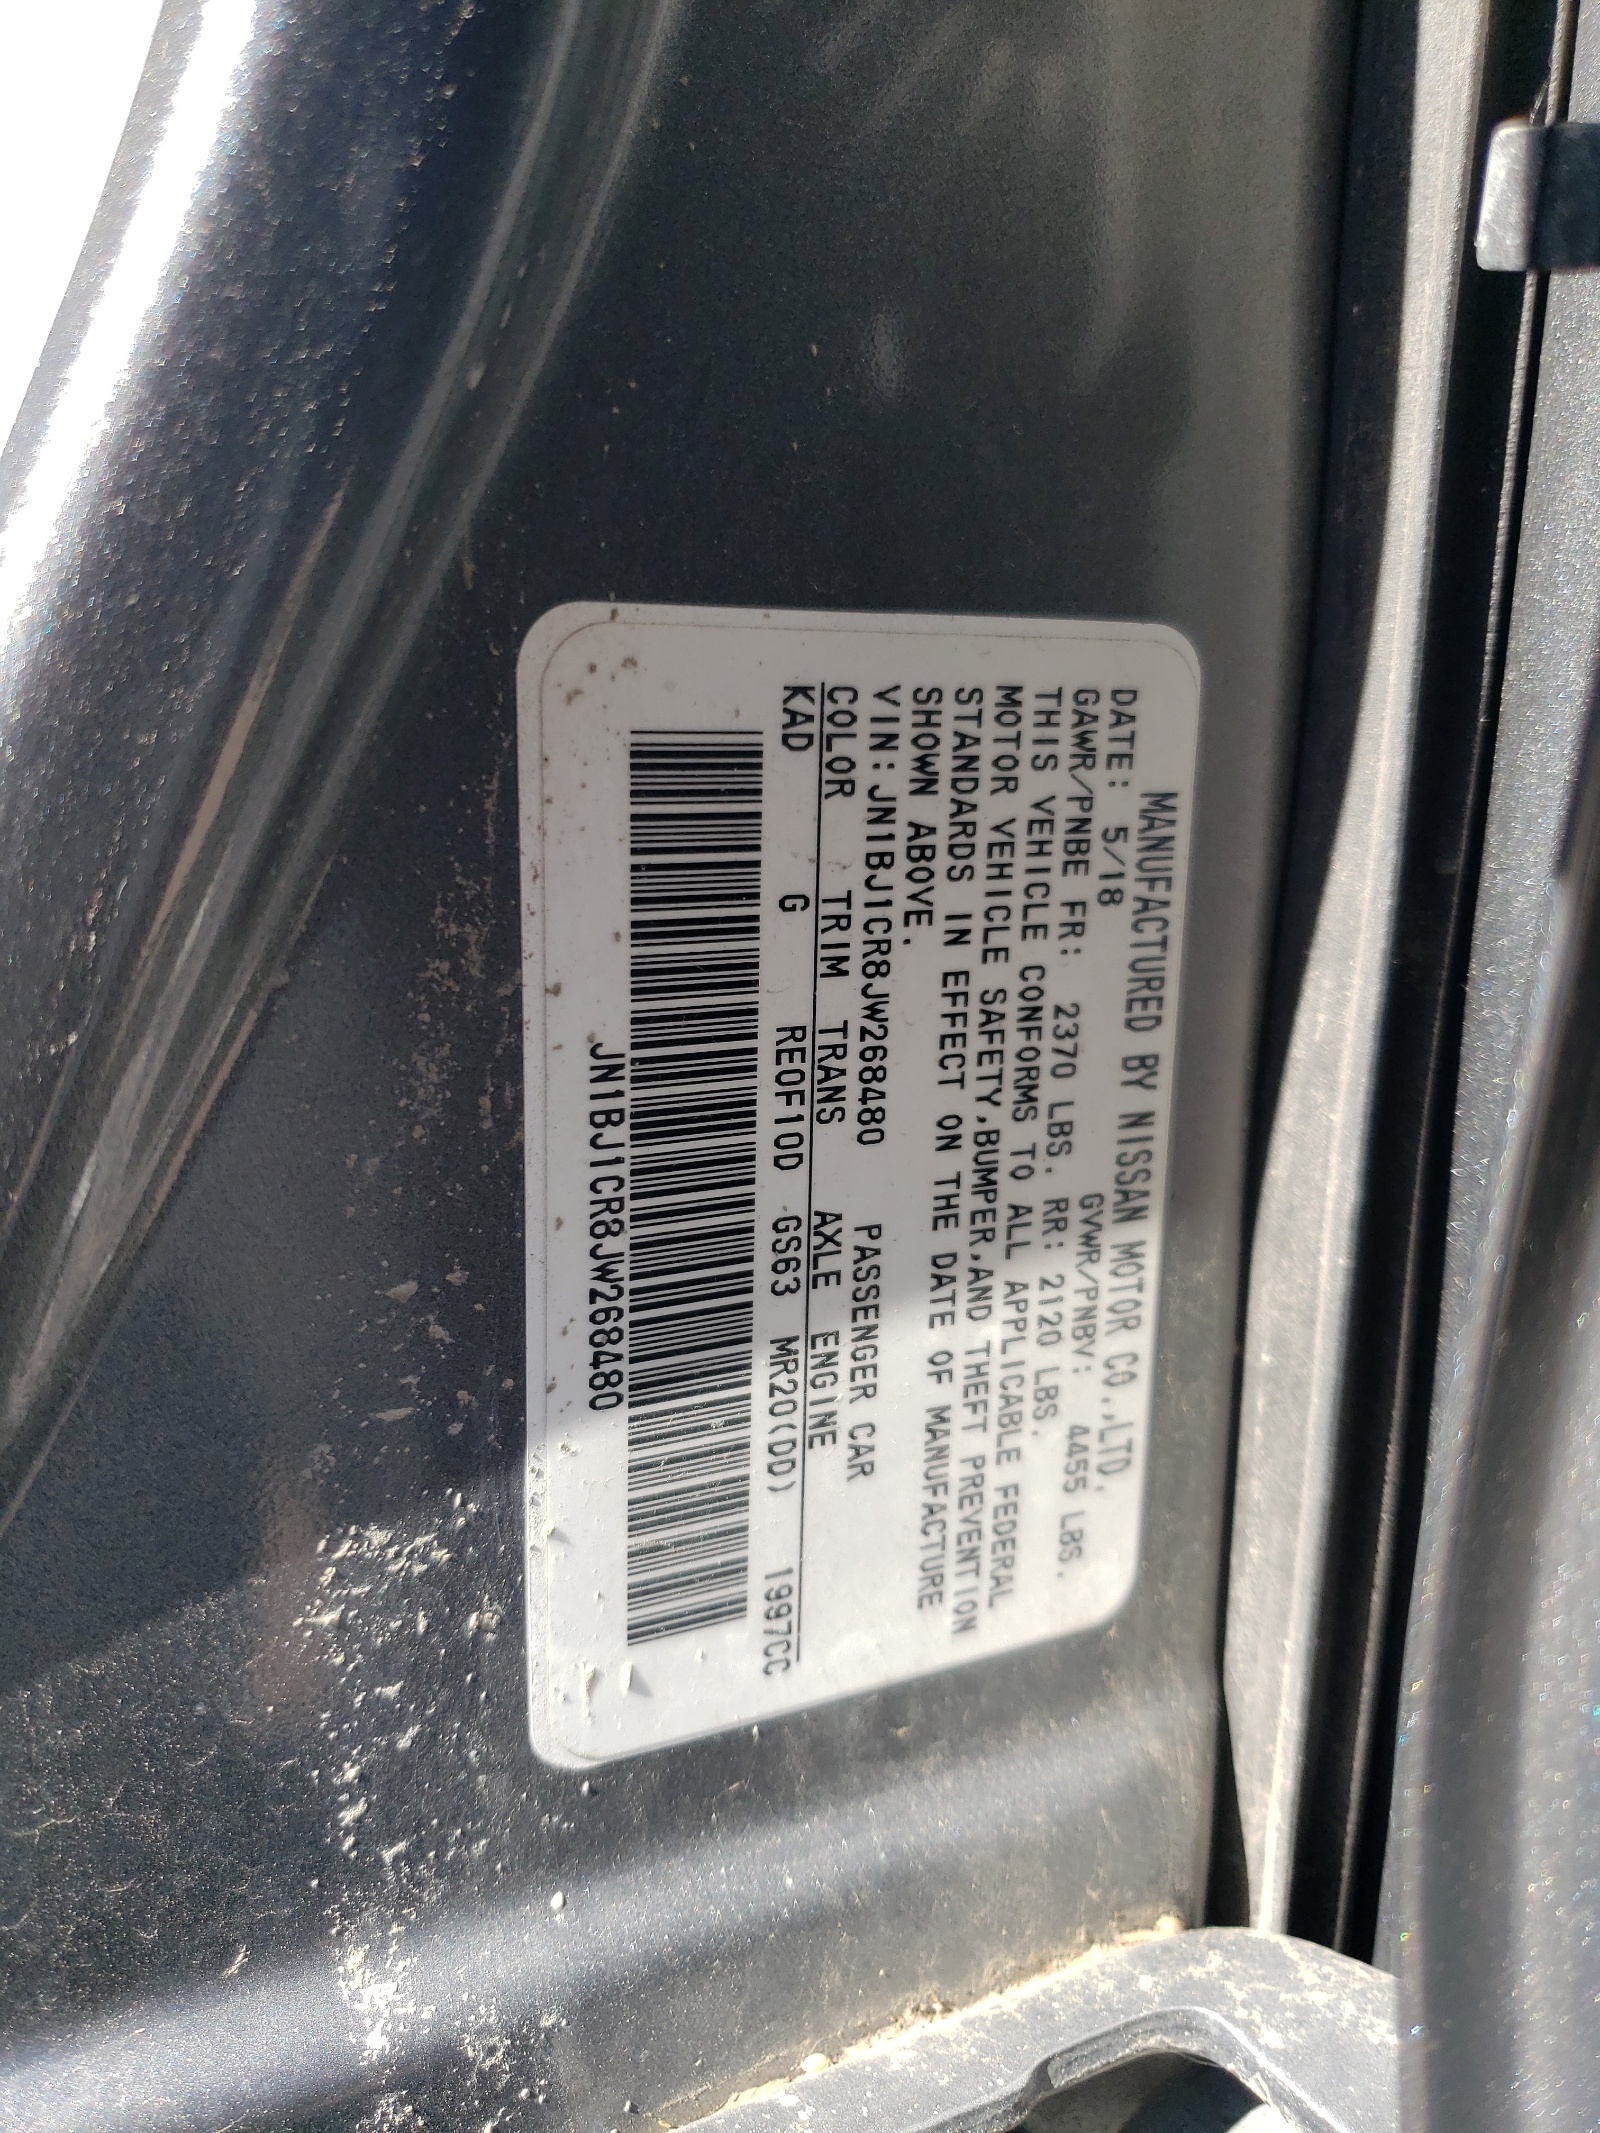 MANUFACTURED BY NISSAN MOTOR CO.,LTD.
DATE: 5/18 GVWR/PNBV: 4455 LBS.
GAWR/PNBE FR: 2370 LBS. RR: 2120 LBS.
THIS VEHICLE CONFORMS TO ALL APPLICABLE FEDERAL
MOTOR VEHICLE SAFETY,BUMPER,AND THEFT PREVENTION
STANDARDS IN EFFECT ON THE DATE OF MANUFACTURE
SHOWN ABOVE.
VIN:JN1BJ1CR8JW268480 PASSENGER CAR
COLOR TRIM TRANS AXLE ENGINE
KAD G RE0F10D GS63 MR20(DD) 1997CC
JN1BJ1CR8JW268480